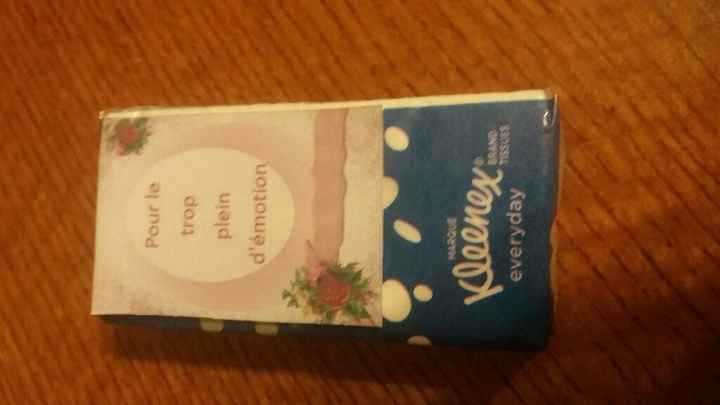 Pour le
trop
plein
d'émotion
MARQUE
Kleenex®
BRAND
TISSUES
everyday